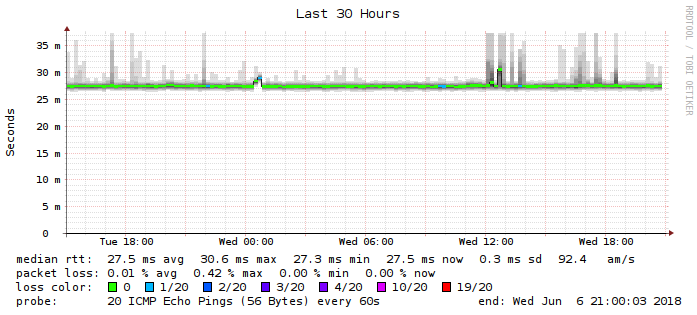 Last 30 Hours
RRDTOOL / TOBI OETIKER
Seconds
35 m
30 m
25 m
20 m
15 m
10 m
5 m
0
Tue 18:00 Wed 00:00 Wed 06:00 Wed 12:00 Wed 18:00
median rtt: 27.5 ms avg 30.6 ms max 27.3 ms min 27.5 ms now 0.3 ms sd 92.4 am/s
packet loss: 0.01 % avg 0.42 % max 0.00 % min 0.00 % now
loss color: 0 1/20 2/20 3/20 4/20 10/20 19/20
probe: 20 ICMP Echo Pings (56 Bytes) every 60s end: Wed Jun 6 21:00:03 2018